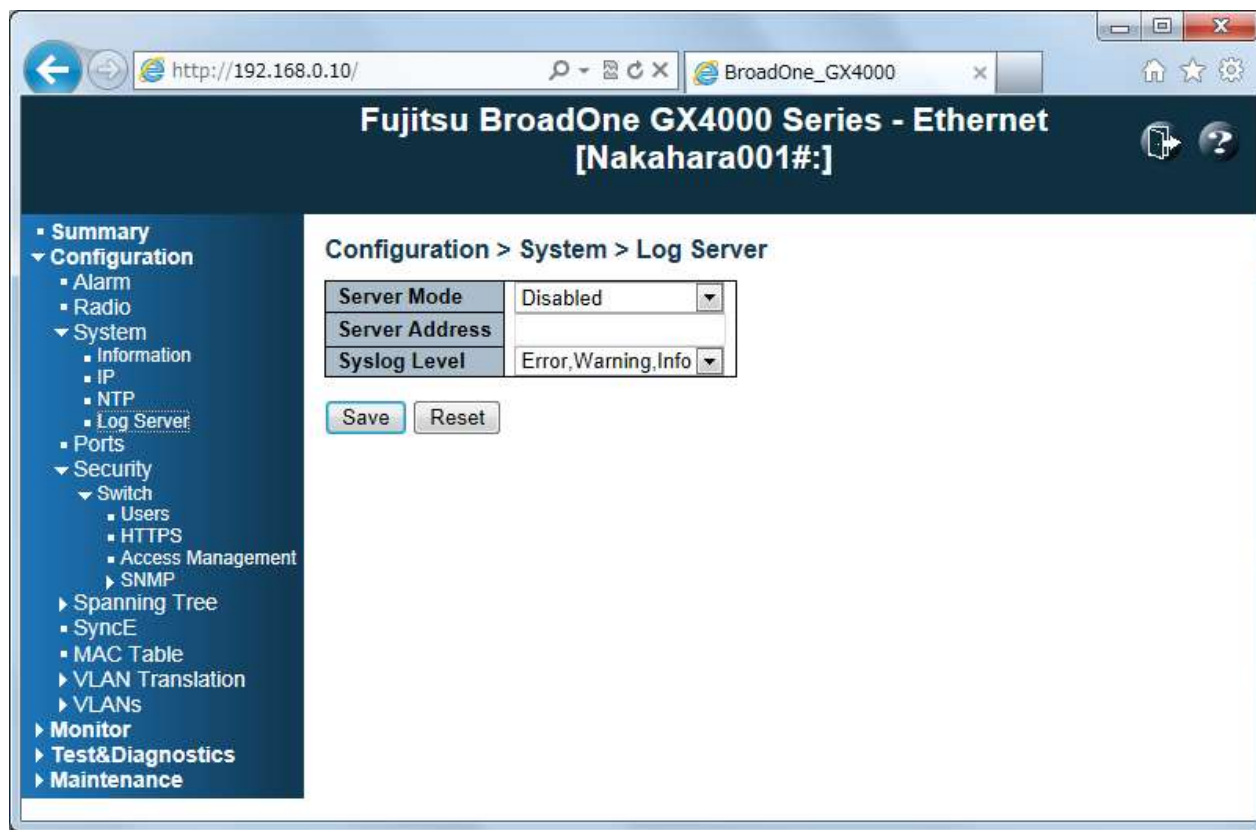 http://192.168.0.10/
BroadOne_GX4000
Fujitsu BroadOne GX4000 Series - Ethernet
[Nakahara001#:]
Summary
Configuration
Alarm
Radio
System
Information
IP
NTP
Log Server
Ports
Security
Switch
Users
HTTPS
Access Management
SNMP
Spanning Tree
SyncE
MAC Table
VLAN Translation
VLANs
Monitor
Test&Diagnostics
Maintenance
Configuration > System > Log Server
Server Mode Disabled
Server Address
Syslog Level Error,Warning,Info
Save Reset